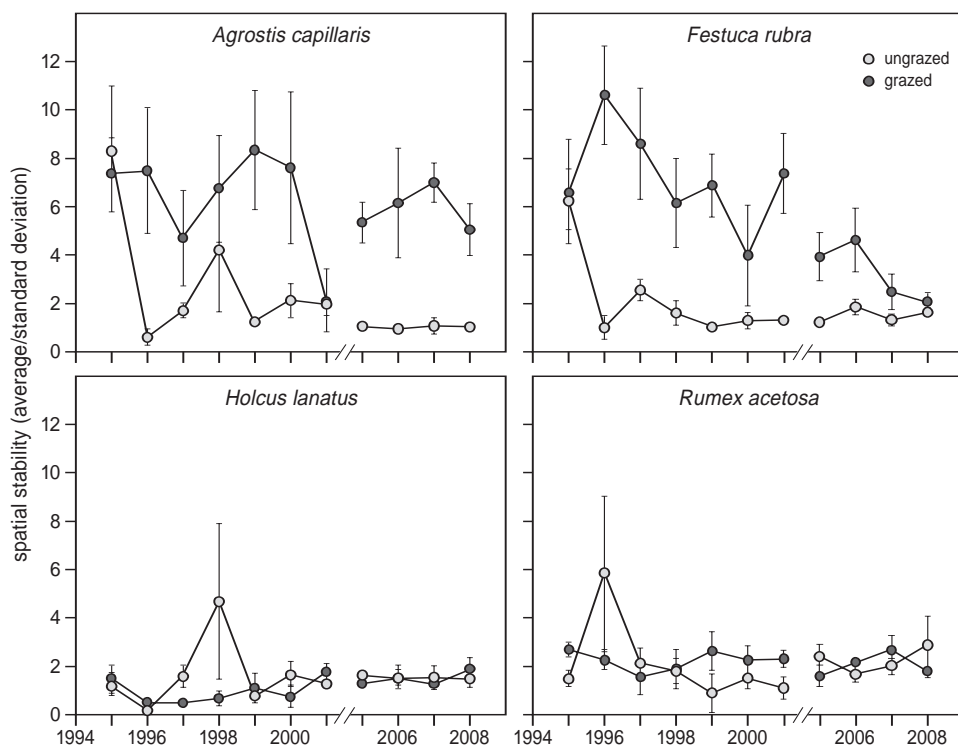 Agrostis capillaris
Festuca rubra
ungrazed
grazed
12
10
8
6
4
2
0
spatial stability (average/standard deviation)
Holcus lanatus
Rumex acetosa
12
10
8
6
4
2
0
1994 1996 1998 2000 2006 2008
1994 1996 1998 2000 2006 2008